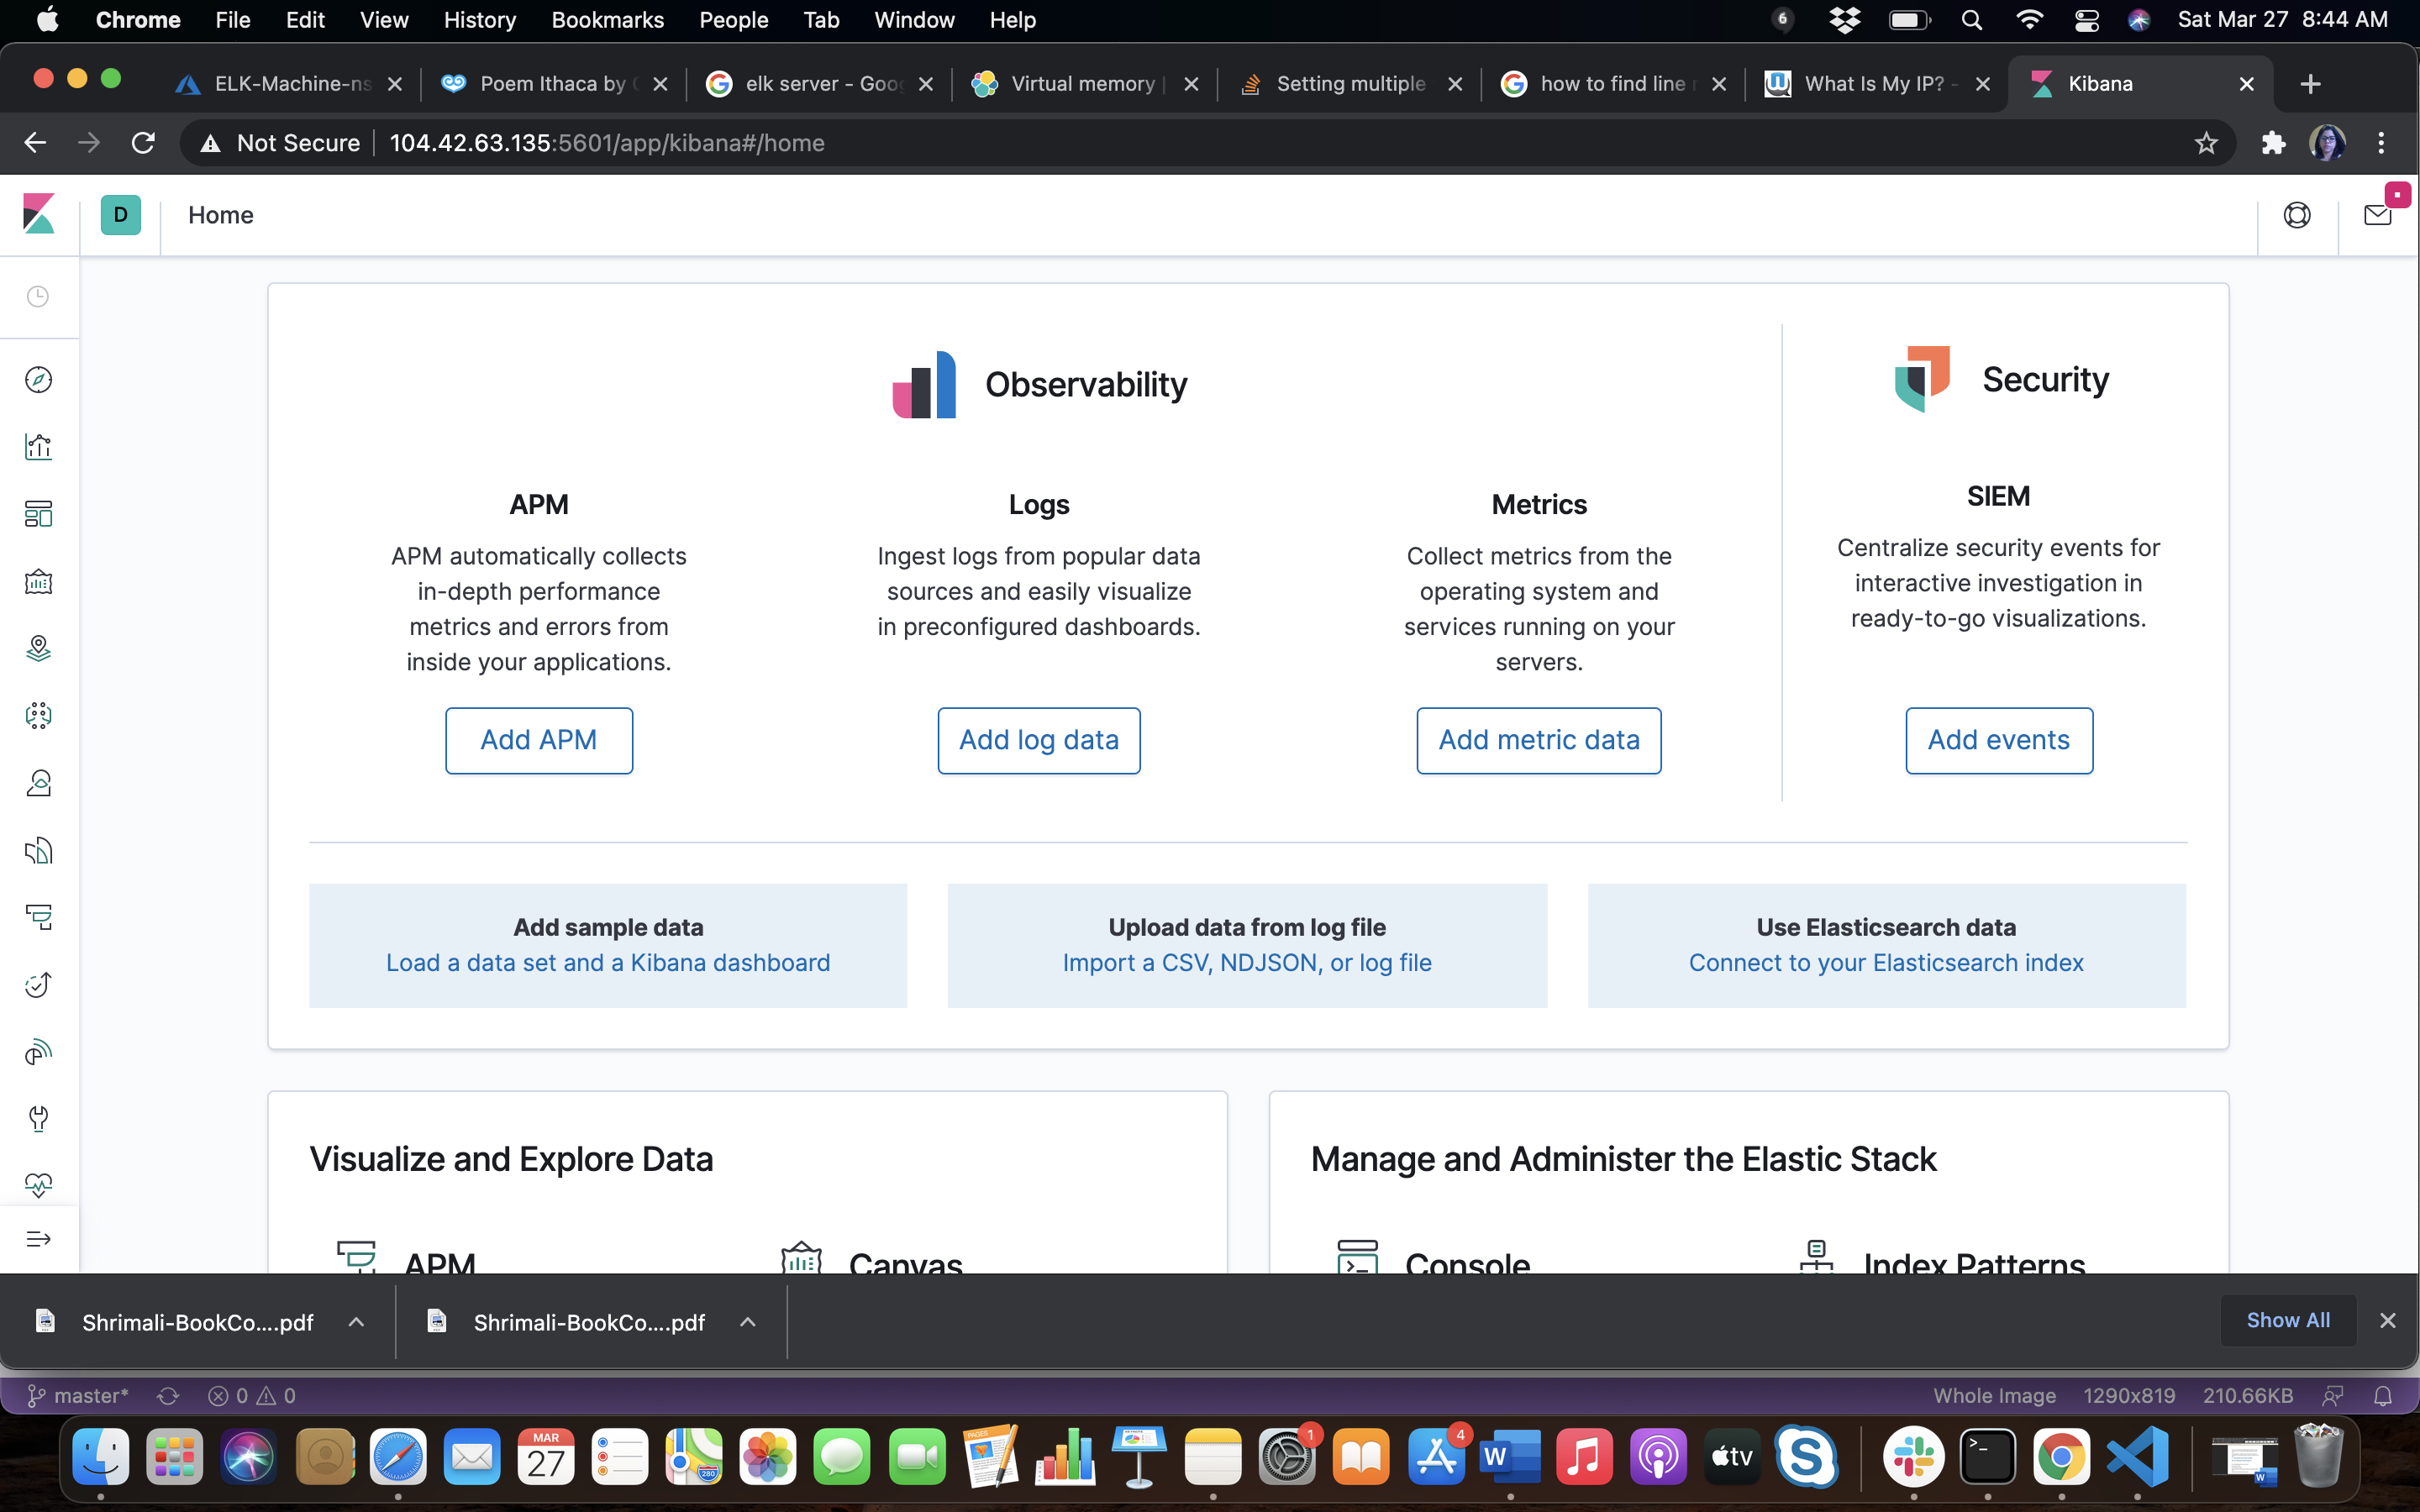 Chrome File Edit View History Bookmarks People Tab Window Help 6 Sat Mar 27 8:44 AM
ELK-Machine-ns Poem Ithaca by elk server - Goo Virtual memory | Setting multiple how to find line What Is My IP? - Kibana
Not Secure 104.42.63.135:5601/app/kibana#/home
D Home
Observability
Security
APM
APM automatically collects
in-depth performance
metrics and errors from
inside your applications.
Add APM
Logs
Ingest logs from popular data
sources and easily visualize
in preconfigured dashboards.
Add log data
Metrics
Collect metrics from the
operating system and
services running on your
servers.
Add metric data
SIEM
Centralize security events for
interactive investigation in
ready-to-go visualizations.
Add events
Add sample data
Load a data set and a Kibana dashboard
Upload data from log file
Import a CSV, NDJSON, or log file
Use Elasticsearch data
Connect to your Elasticsearch index
Visualize and Explore Data
APM Canvas
Manage and Administer the Elastic Stack
Console Index Patterns
Shrimali-BookCo....pdf Shrimali-BookCo....pdf Show All
master* 0 0 Whole Image 1290x819 210.66KB
MAR
27
PAGES
280
1
4
W
tv
S
>_
W